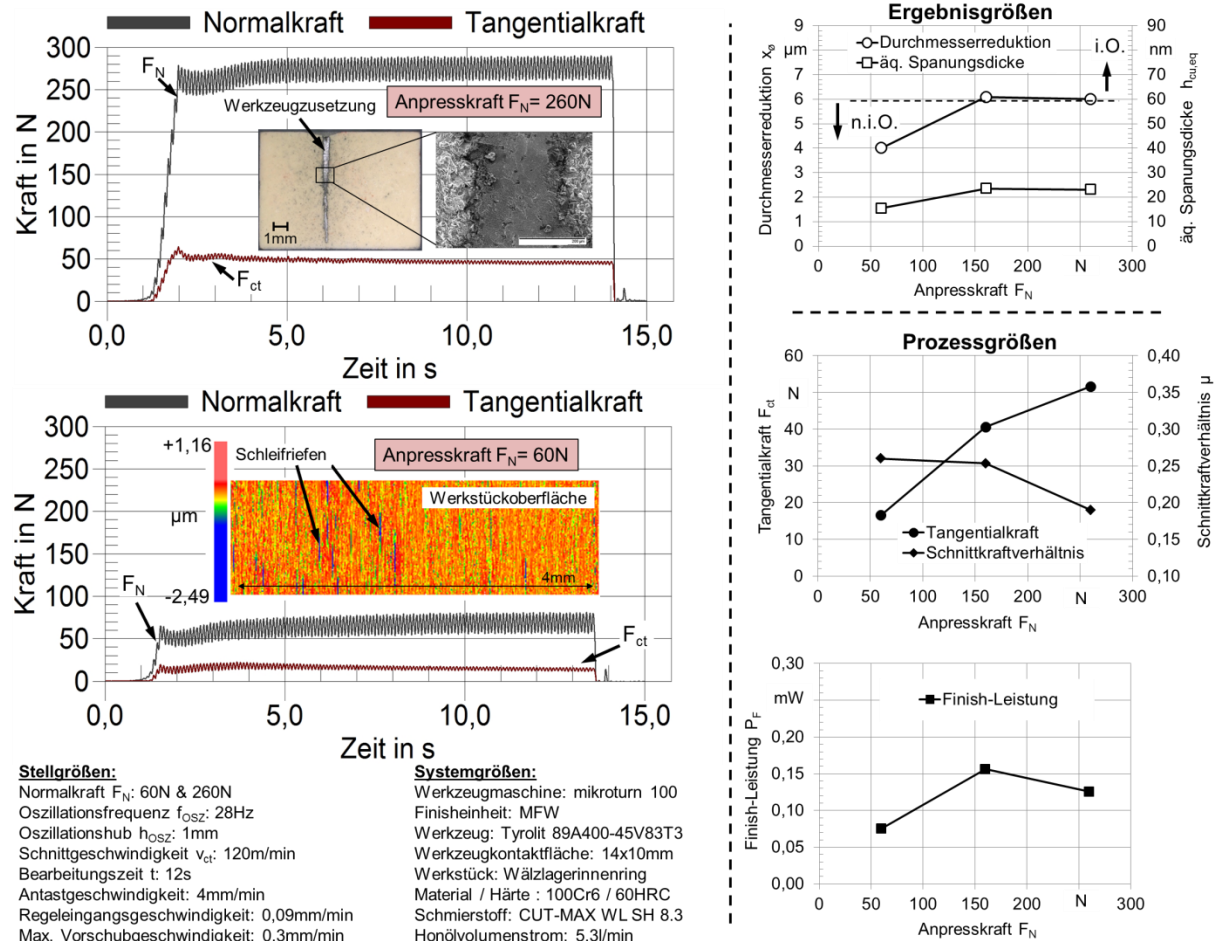 Normalkraft Tangentialkraft
300
250
200
150
100
50
0
Kraft in N
F_N
Werkzeugzusetzung
Anpresskraft F_N= 260N
1mm
F_ct
0,0 5,0 10,0 15,0
Zeit in s
Normalkraft Tangentialkraft
300
250
200
150
100
50
0
Kraft in N
+1,16
µm
-2,49
Schleifriefen
Anpresskraft F_N= 60N
Werkstückoberfläche
4mm
F_N
F_ct
0,0 5,0 10,0 15,0
Zeit in s
Stellgrößen:
Normalkraft F_N: 60N & 260N
Oszillationsfrequenz f_OSZ: 28Hz
Oszillationshub h_OSZ: 1mm
Schnittgeschwindigkeit v_ct: 120m/min
Bearbeitungszeit t: 12s
Antastgeschwindigkeit: 4mm/min
Regeleingangsgeschwindigkeit: 0,09mm/min
Max. Vorschubgeschwindigkeit: 0,3mm/min
Systemgrößen:
Werkzeugmaschine: mikroturn 100
Finisheinheit: MFW
Werkzeug: Tyrolit 89A400-45V83T3
Werkzeugkontaktfläche: 14x10mm
Werkstück: Wälzlagerinnenring
Material / Härte : 100Cr6 / 60HRC
Schmierstoff: CUT-MAX WL SH 8.3
Honölvolumenstrom: 5,3l/min
Ergebnisgrößen
Durchmesserreduktion x_ø
9
µm
7
6
5
4
3
2
1
0
Durchmesserreduktion
äq. Spanungsdicke
i.O.
n.i.O.
90
nm
70
60
50
40
30
20
10
0
äq. Spanungsdicke h_cu,eq
0 50 100 150 200 N 300
Anpresskraft F_N
Prozessgrößen
Tangentialkraft F_ct
60
N
40
30
20
10
0
Tangentialkraft
Schnittkraftverhältnis
0,40
0,35
0,30
0,25
0,20
0,15
0,10
Schnittkraftverhältnis µ
0 50 100 150 200 N 300
Anpresskraft F_N
Finish-Leistung P_F
0,30
mW
0,20
0,15
0,10
0,05
0,00
Finish-Leistung
0 50 100 150 200 N 300
Anpresskraft F_N